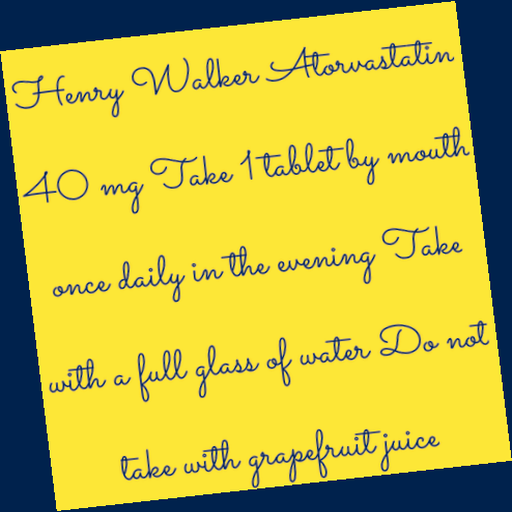 Henry Walker Atorvastatin
40 mg Take 1 tablet by mouth
once daily in the evening Take
with a full glass of water Do not
take with grapefruit juice